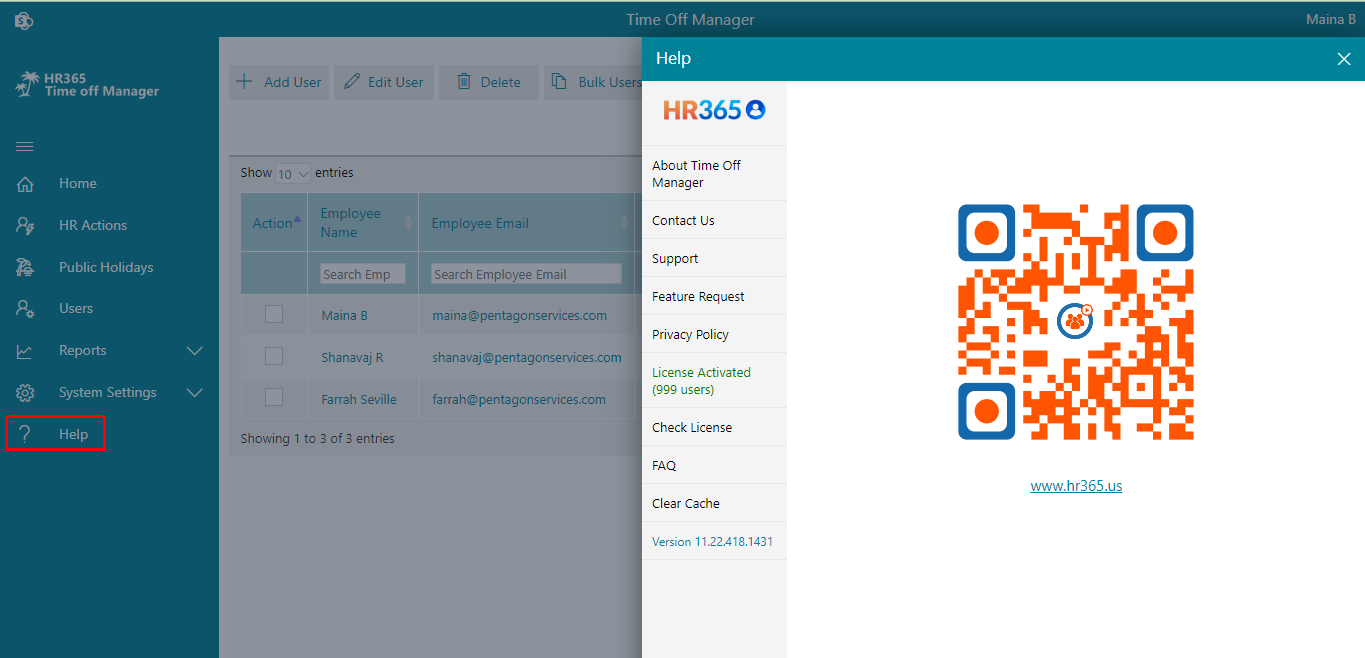 Time Off Manager
Maina B
HR365
Time off Manager
Home
HR Actions
Public Holidays
Users
Reports
System Settings
Help
Add User
Edit User
Delete
Bulk Users
Show 10 entries
Action
Employee Name
Employee Email
Search Emp
Search Employee Email
Maina B
maina@pentagonservices.com
Shanavaj R
shanavaj@pentagonservices.com
Farrah Seville
farrah@pentagonservices.com
Showing 1 to 3 of 3 entries
Help
HR365
About Time Off
Manager
Contact Us
Support
Feature Request
Privacy Policy
License Activated
(999 users)
Check License
FAQ
Clear Cache
Version 11.22.418.1431
www.hr365.us